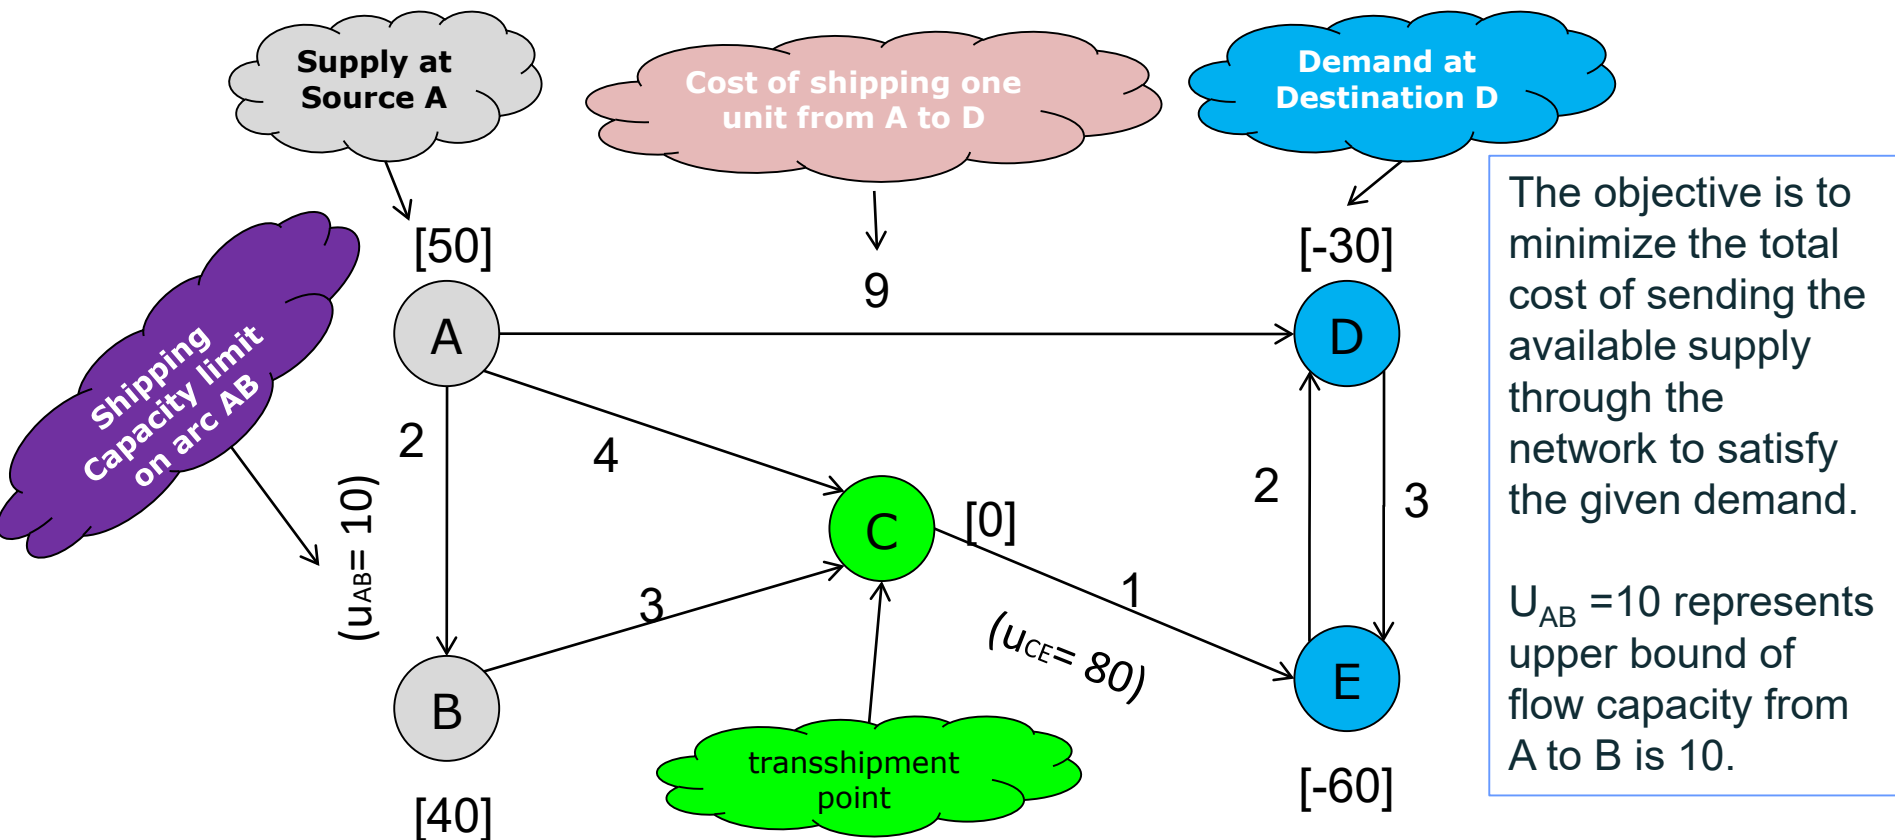 Supply at
Source A
Cost of shipping one
unit from A to D
Demand at
Destination D
Shipping
Capacity limit
on arc AB
[50]
9
[-30]
A
D
2
4
(uAB= 10)
C
[0]
2
3
3
1
(uCE= 80)
B
E
transshipment
point
[40]
[-60]
The objective is to
minimize the total
cost of sending the
available supply
through the
network to satisfy
the given demand.
UAB =10 represents
upper bound of
flow capacity from
A to B is 10.